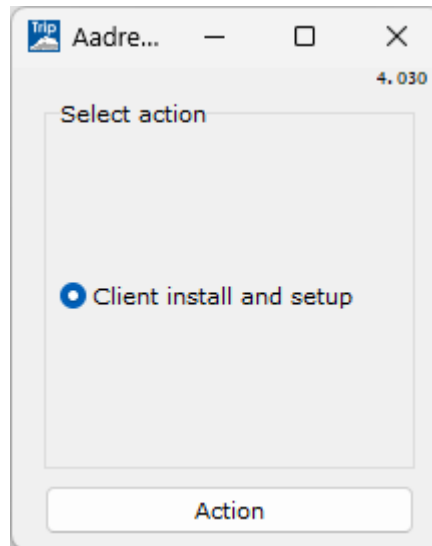 Trip
Aadre...
4.030
Select action
Client install and setup
Action